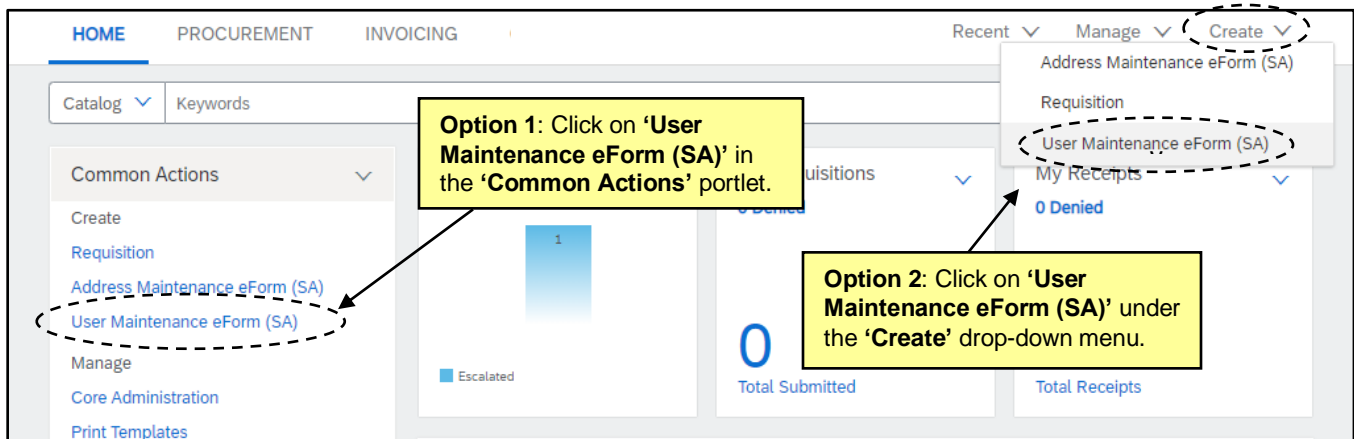 HOME PROCUREMENT INVOICING Recent Manage Create
Address Maintenance eForm (SA)
Requisition
User Maintenance eForm (SA)
Catalog Keywords
Option 1: Click on ‘User
Maintenance eForm (SA)’ in
the ‘Common Actions’ portlet.
Common Actions
Create
Requisition
Address Maintenance eForm (SA)
User Maintenance eForm (SA)
Manage
Core Administration
Print Templates
1
Escalated
0 Denied
0
Total Submitted
My Receipts
0 Denied
Option 2: Click on ‘User
Maintenance eForm (SA)’ under
the ‘Create’ drop-down menu.
Total Receipts